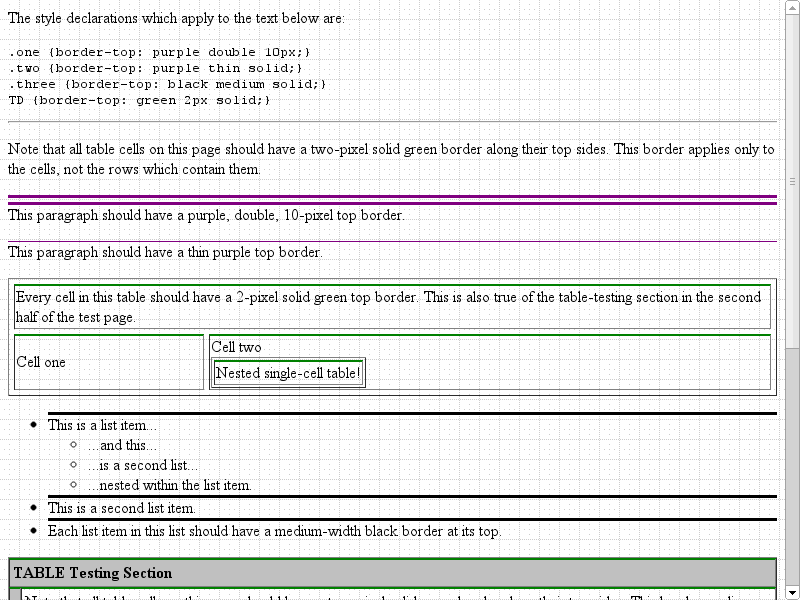 The style declarations which apply to the text below are:
.one {border-top: purple double 10px;}
.two {border-top: purple thin solid;}
.three {border-top: black medium solid;}
TD {border-top: green 2px solid;}
Note that all table cells on this page should have a two-pixel solid green border along their top sides. This border applies only to
the cells, not the rows which contain them.
This paragraph should have a purple, double, 10-pixel top border.
This paragraph should have a thin purple top border.
Every cell in this table should have a 2-pixel solid green top border. This is also true of the table-testing section in the second
half of the test page.
Cell one
Cell two
Nested single-cell table!
This is a list item...
...and this...
...is a second list...
...nested within the list item.
This is a second list item.
Each list item in this list should have a medium-width black border at its top.
TABLE Testing Section